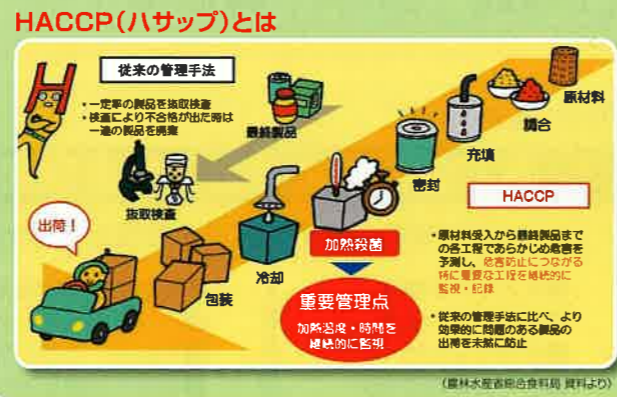 HACCP(ハサップ)とは
従来の管理手法
・一定率の製品を抜取検査
・検査により不合格が出た時は
一連の製品を廃棄
最終製品
抜取検査
原材料
調合
充填
密封
加熱殺菌
冷却
包装
出荷!
重要管理点
加熱温度・時間を
継続的に監視
HACCP
・原材料受入から最終製品まで
の各工程であらかじめ危害を
予測し、危害防止につながる
特に重要な工程を継続的に
監視・記録
・従来の管理手法に比べ、より
効果的に問題のある製品の
出荷を未然に防止
(農林水産省総合食料局 資料より)